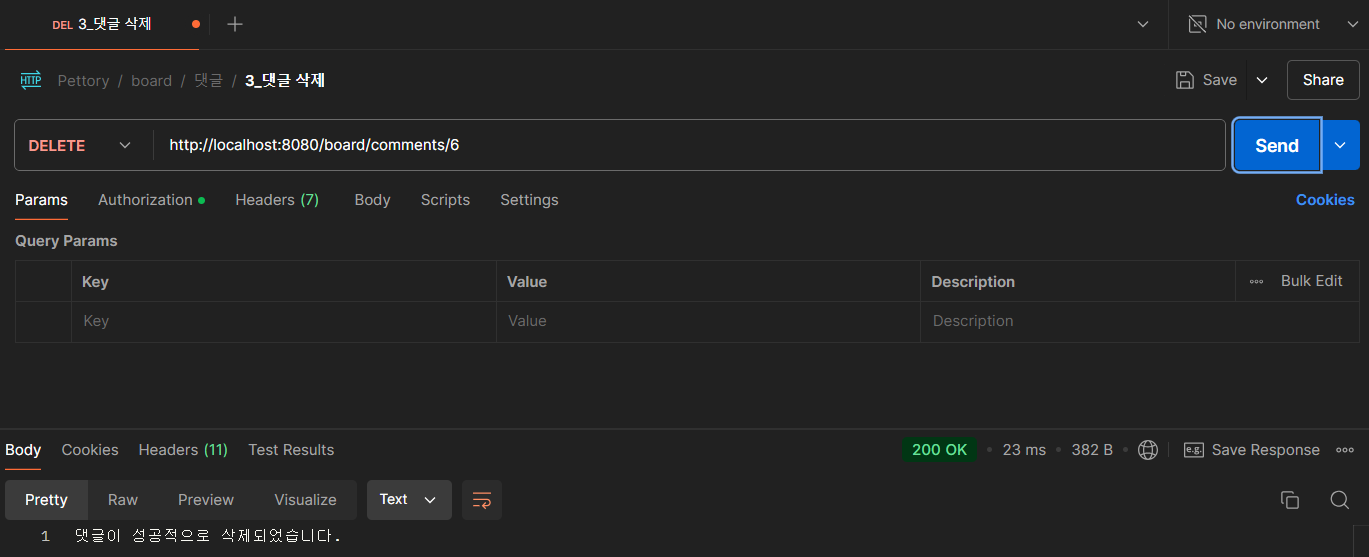 DEL 3_댓글 삭제
No environment
HTTP Pettory / board / 댓글 / 3_댓글 삭제 Save Share
DELETE http://localhost:8080/board/comments/6 Send
Params Authorization Headers (7) Body Scripts Settings Cookies
Query Params
Key Value Description Bulk Edit
Key Value Description
Body Cookies Headers (11) Test Results 200 OK 23 ms 382 B e.g. Save Response
Pretty Raw Preview Visualize Text
1 댓글이 성공적으로 삭제되었습니다.